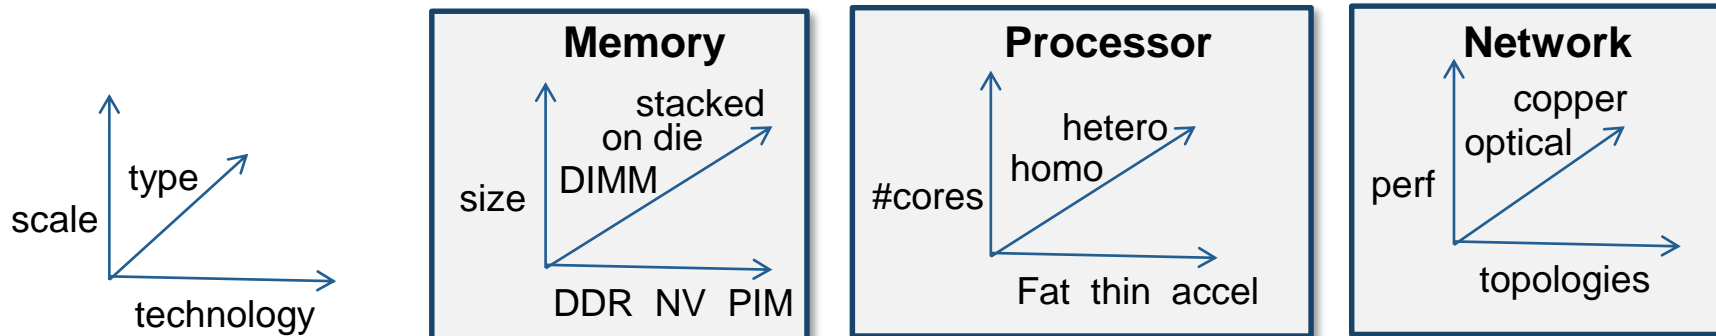 scale
type
technology
Memory
stacked
on die
DIMM
size
DDR NV PIM
Processor
hetero
homo
#cores
Fat thin accel
Network
copper
optical
perf
topologies